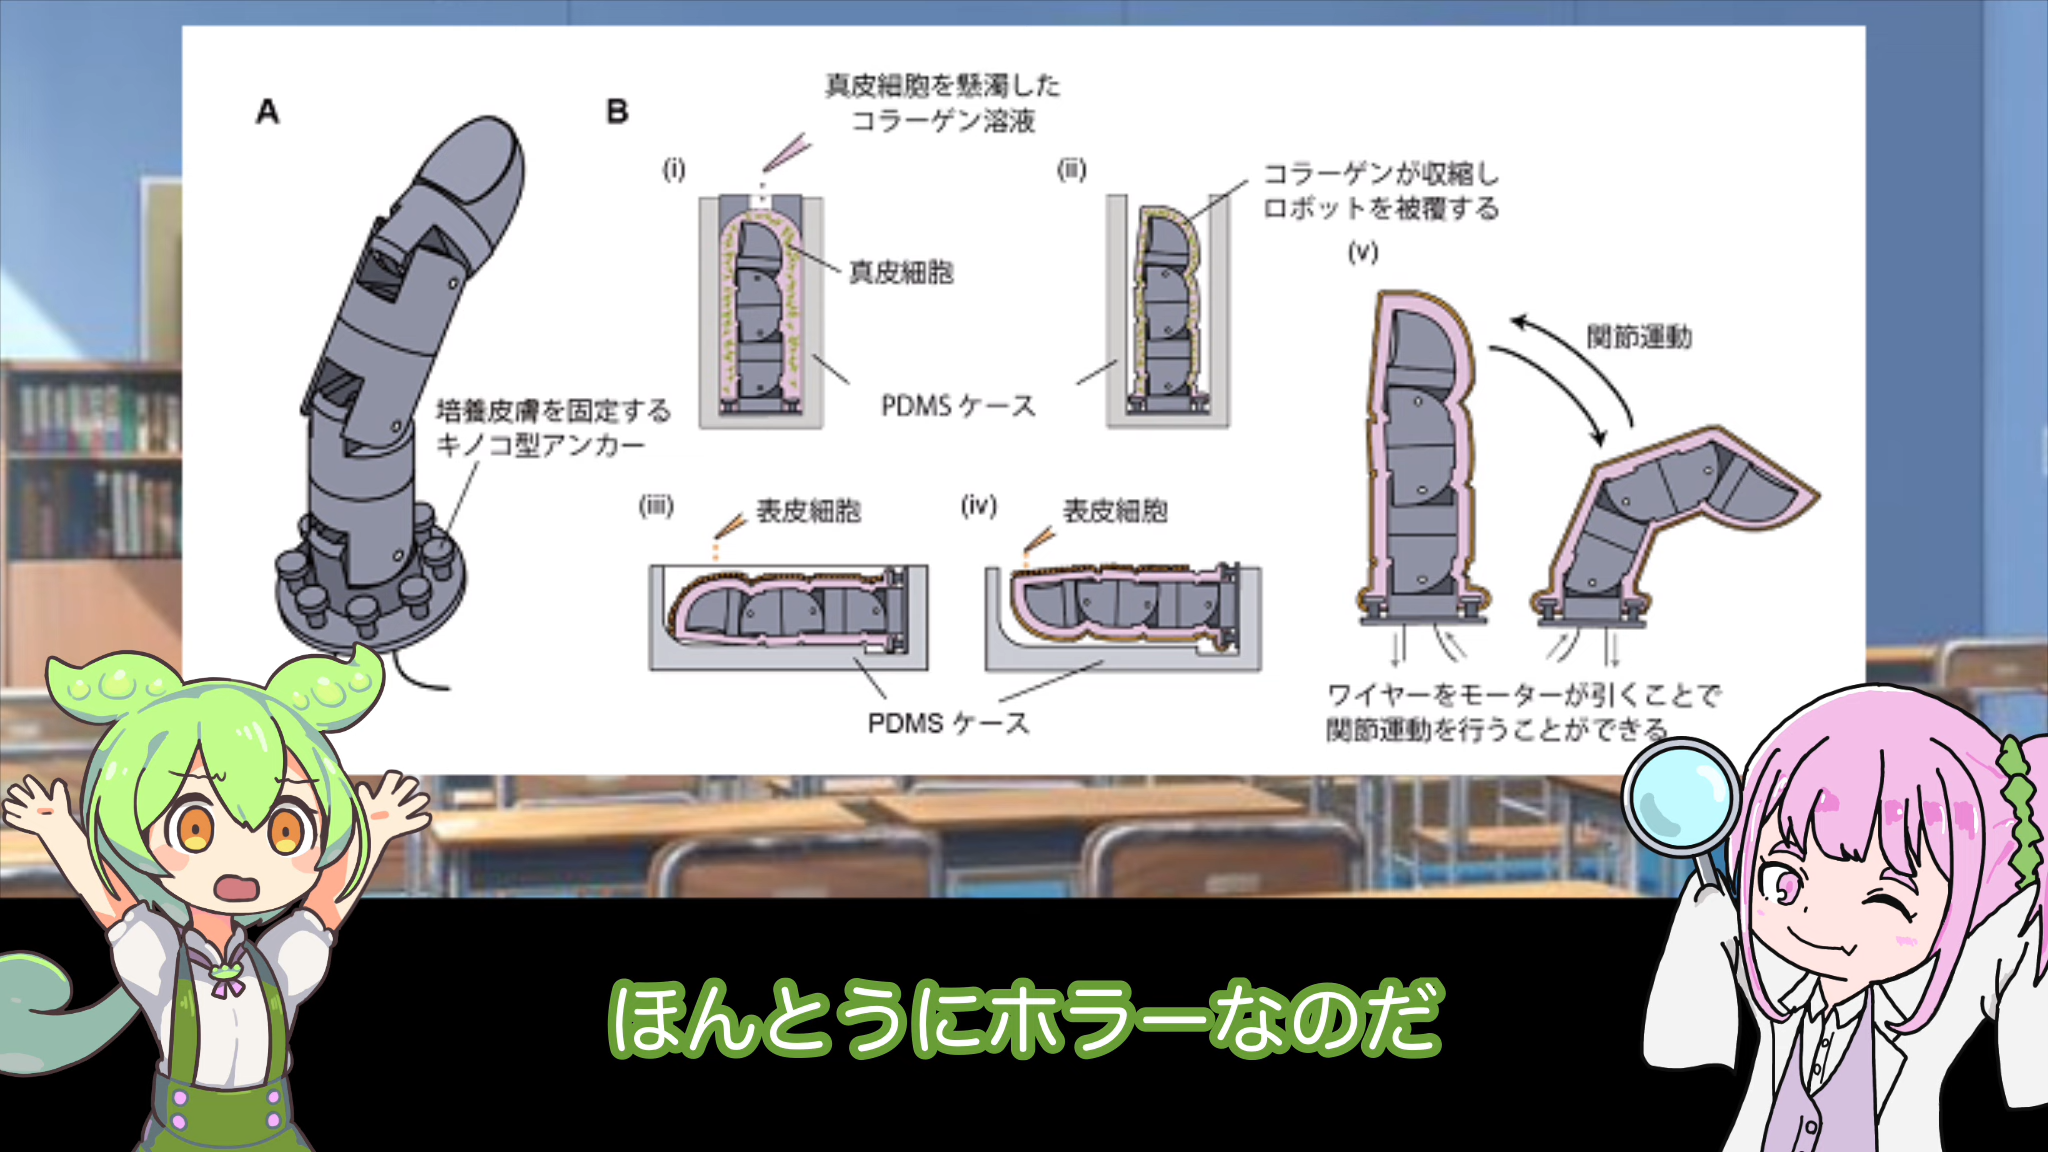 A
培養皮膚を固定する
キノコ型アンカー
B
真皮細胞を懸濁した
コラーゲン溶液
(i)
真皮細胞
(ii)
コラーゲンが収縮し
ロボットを被覆する
PDMS ケース
(iii)
表皮細胞
(iv)
表皮細胞
PDMS ケース
(v)
関節運動
ワイヤーをモーターが引くことで
関節運動を行うことができる
ほんとうにホラーなのだ